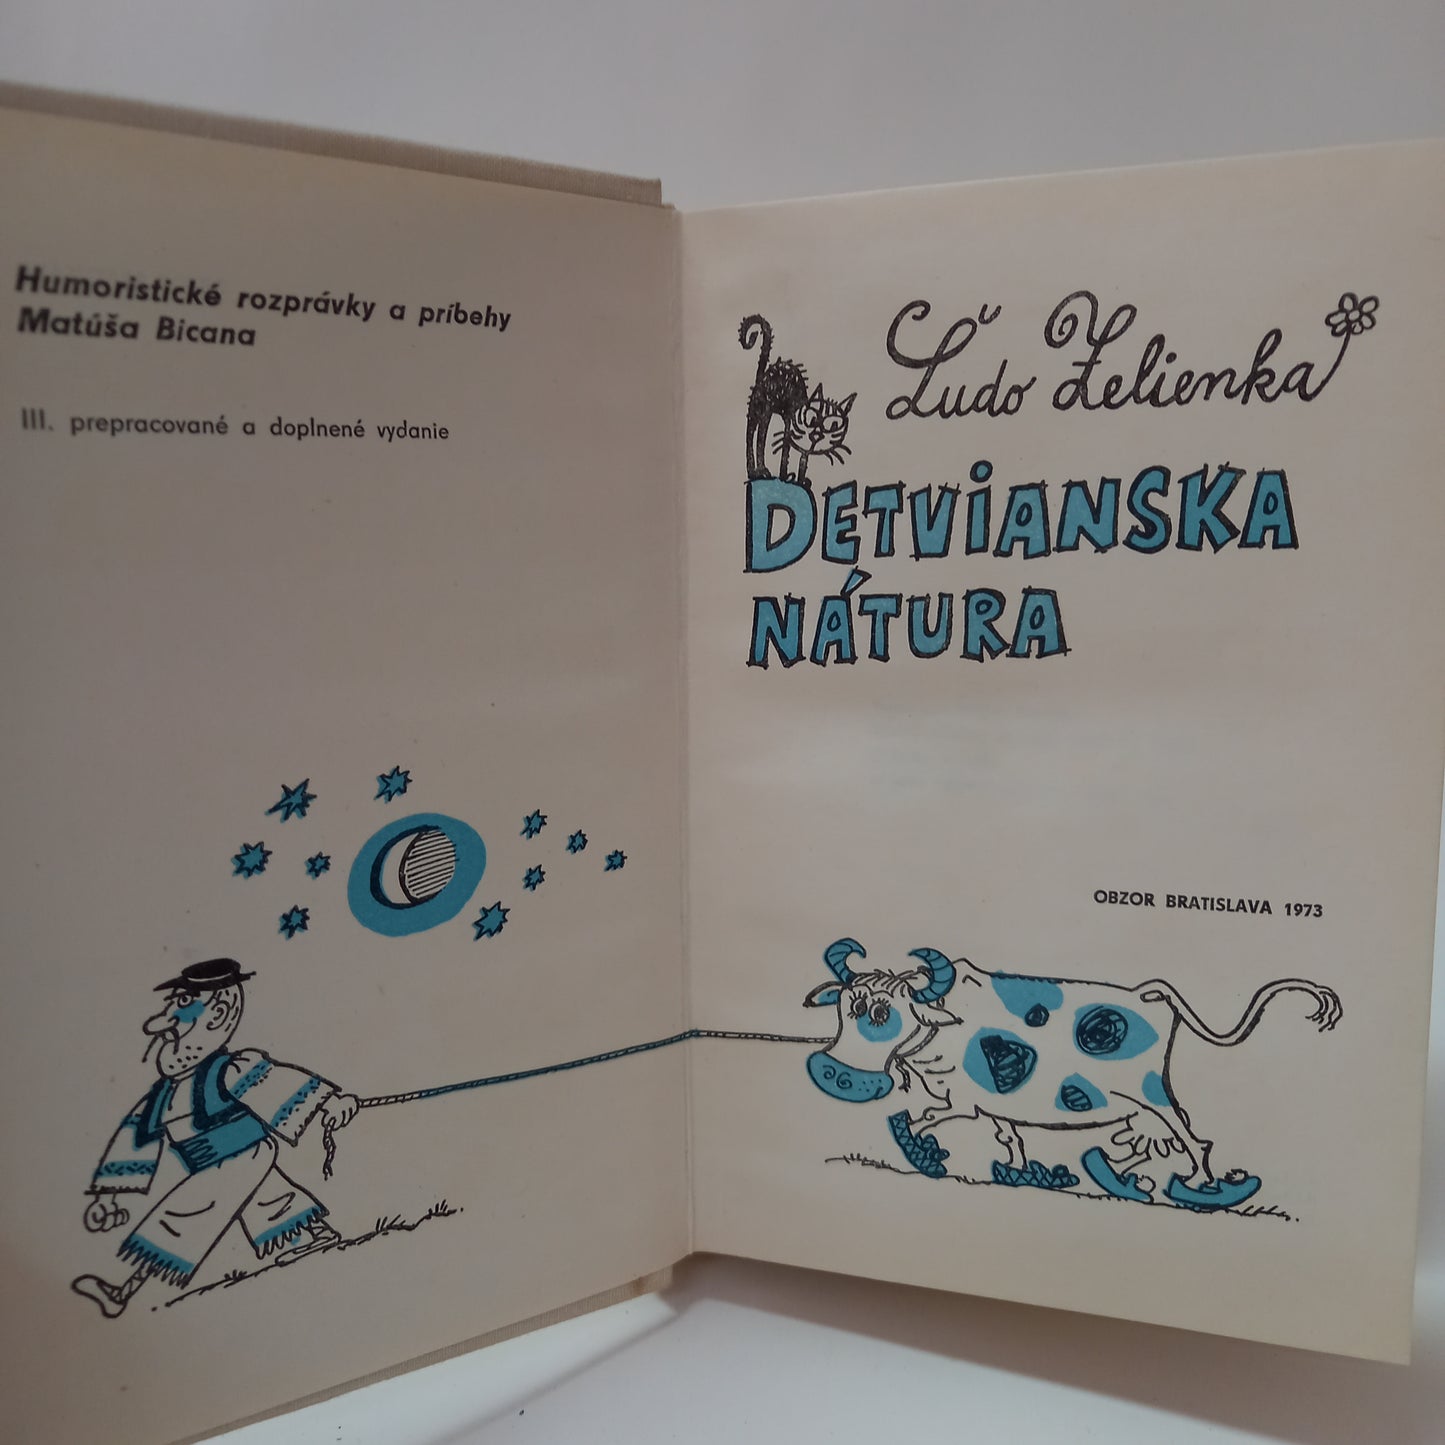 Humoristické rozprávky a príbehy
Matúša Bicana
III. prepracované a doplnené vydanie
Ľudo Zelienka
DETVIANSKA
NÁTURA
OBZOR BRATISLAVA 1973